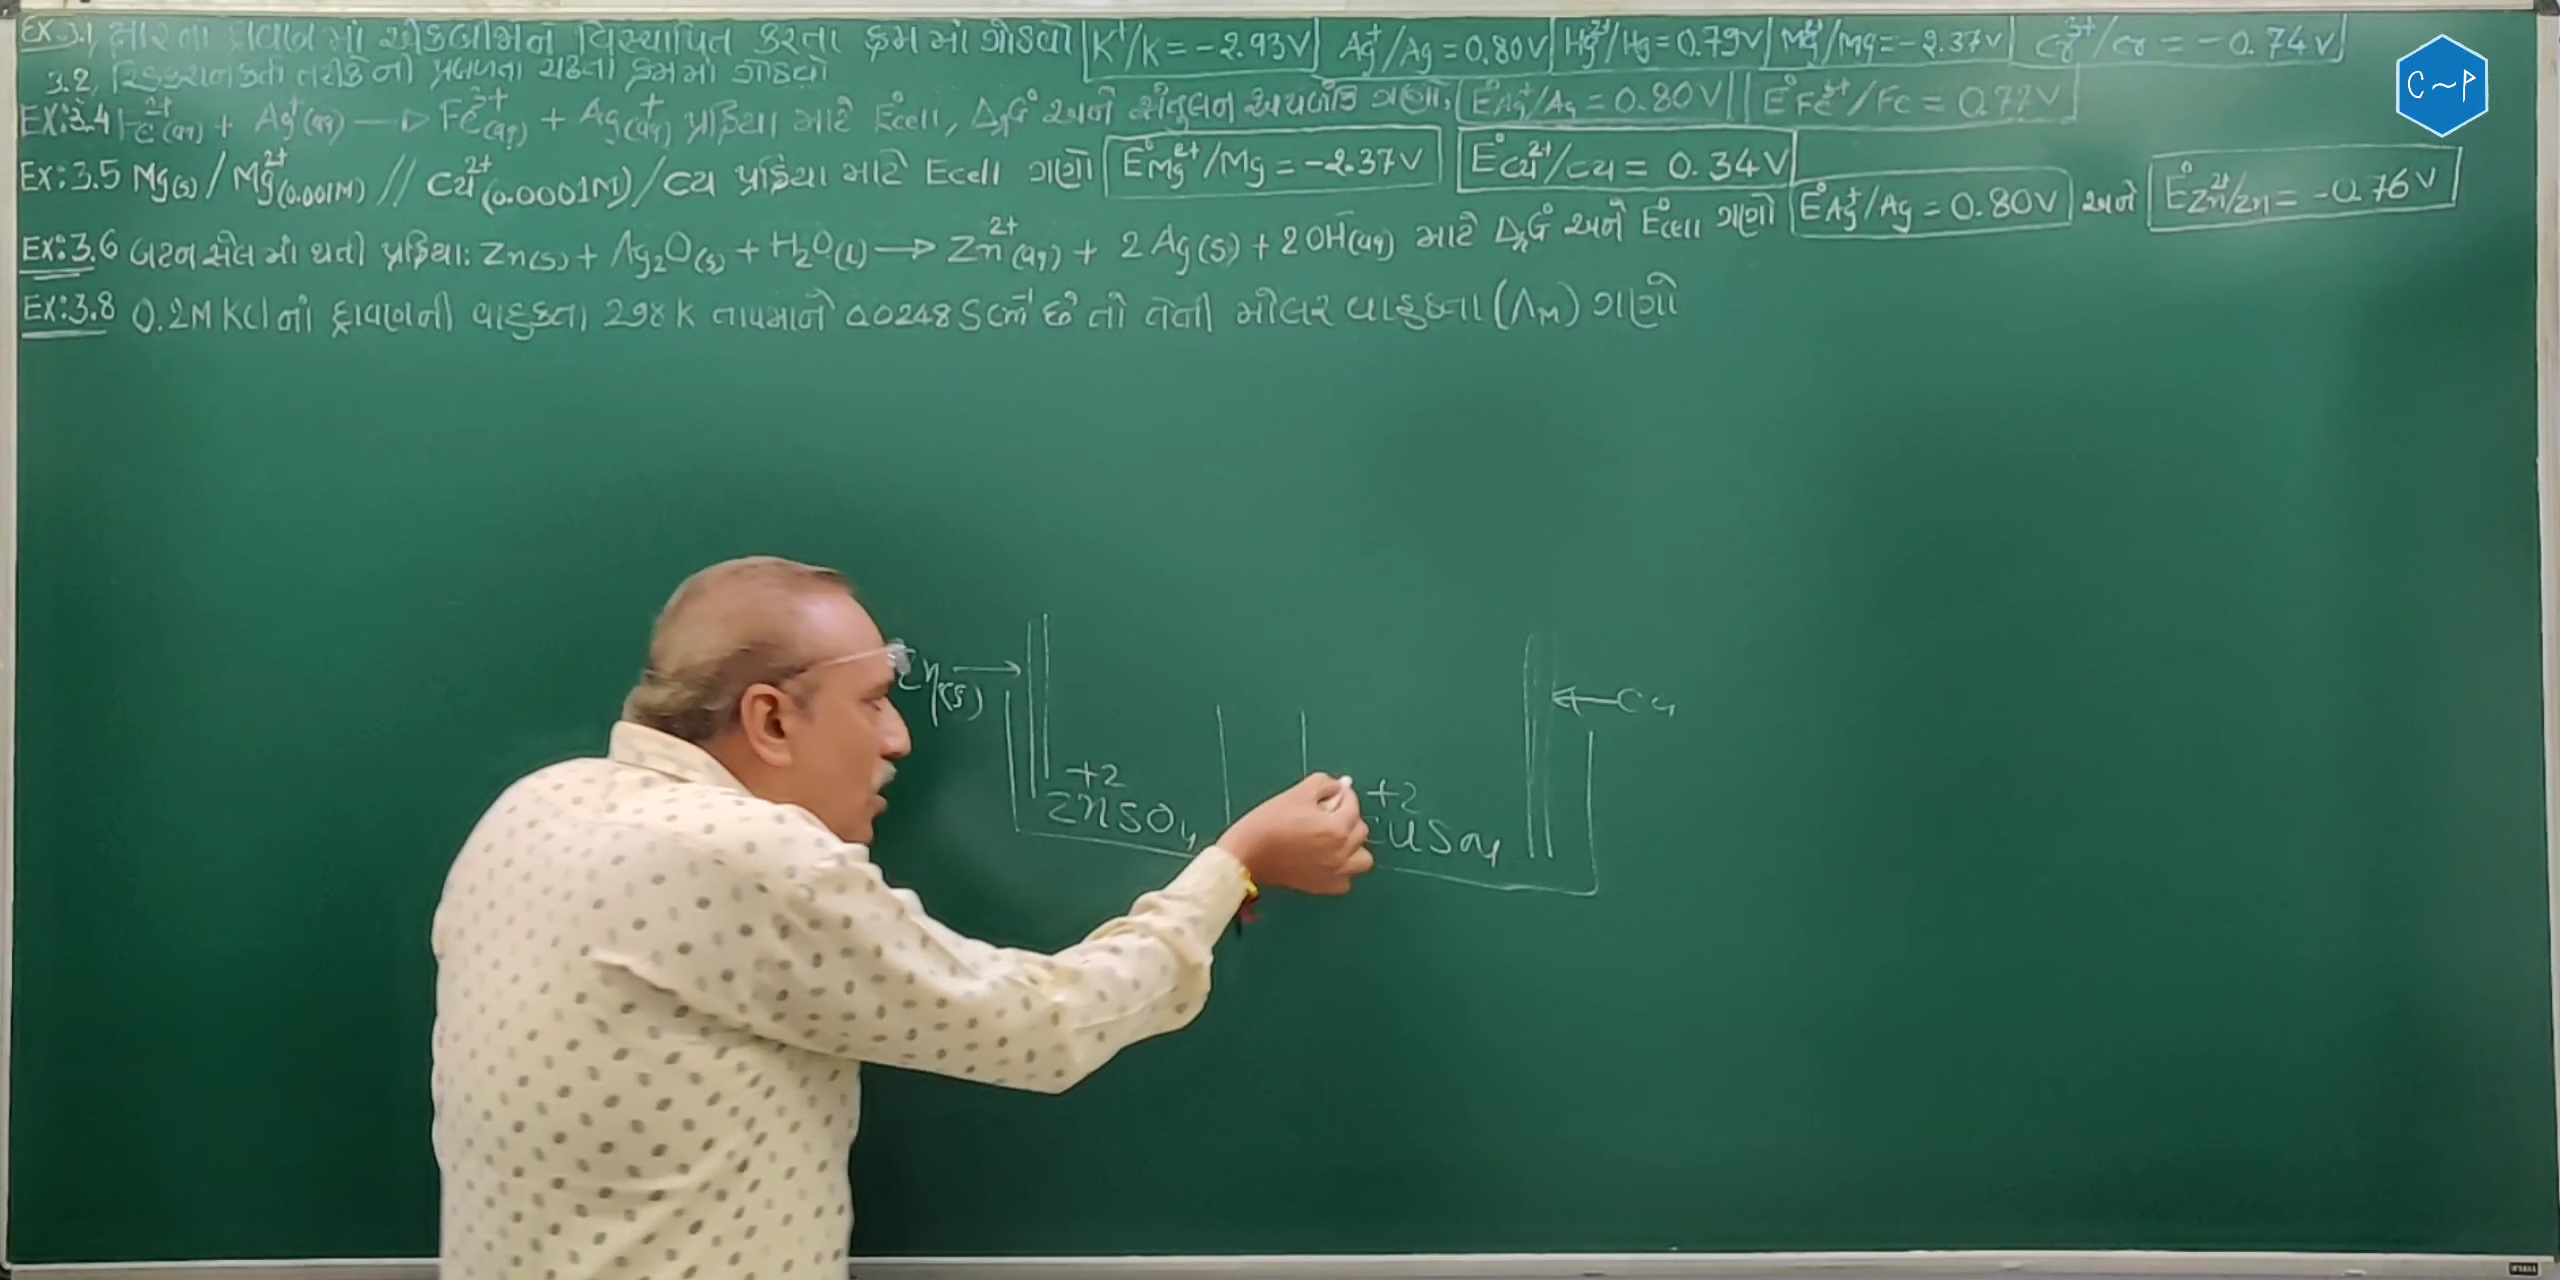 EX:3.1, ક્ષારના દ્રાવણ માં એકબીજાને વિસ્થાપિત કરતા ક્રમ માં ગોઠવો K⁺/K = -2.93V Ag⁺/Ag = 0.80V Hg²⁺/Hg = 0.79V Mg²⁺/Mg = -2.37V Cr³⁺/Cr = -0.74V
3.2, રિડકશનકર્તા તરીકે ની પ્રબળતા ચઢતા ક્રમમાં ગોઠવો
EX:3.4 Fe²⁺(aq) + Ag⁺(aq) → Fe³⁺(aq) + Ag⁺(aq) પ્રક્રિયા માટે E°cell, ΔrG° અને સંતુલન અચળાંક ગણો, E°Ag⁺/Ag = 0.80V E°Fe³⁺/Fe = 0.77V
EX:3.5 Mg(s) / Mg²⁺(0.001M) // Cu²⁺(0.0001M) / Cu પ્રક્રિયા માટે Ecell ગણો E°Mg²⁺/Mg = -2.37V E°Cu²⁺/Cu = 0.34V
EX:3.6 બટન સેલ માં થતી પ્રક્રિયા: Zn(s) + Ag₂O(s) + H₂O(l) → Zn²⁺(aq) + 2Ag(s) + 2OH⁻(aq) માટે ΔrG° અને E°cell ગણો E°Ag⁺/Ag = 0.80V અને E°Zn²⁺/Zn = -0.76V
EX:3.8 0.2M KCl નાં દ્રાવણની વાહકતા 298K તાપમાને 0.0248 S cm⁻¹ છે તો તેની મોલર વાહકતા (ΛM) ગણો
C~P
Zn(s) →
← Cu
+2
ZnSO₄
+2
CuSO₄